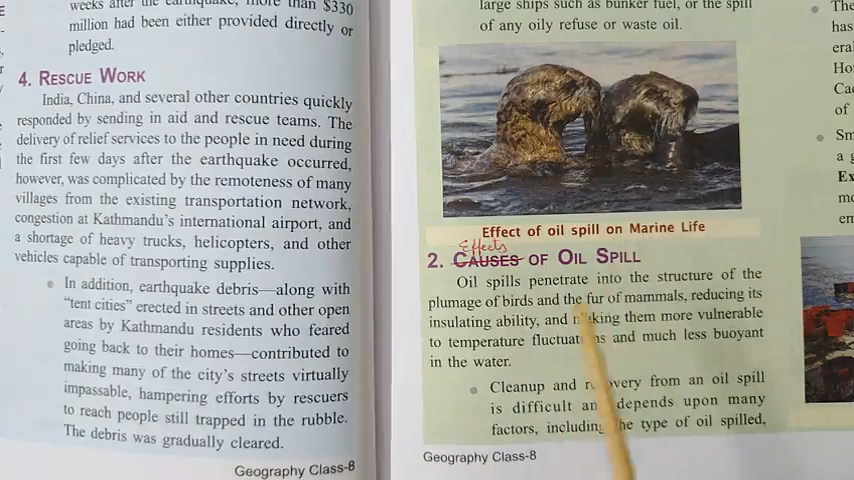 weeks after the earthquake, more than $330
million had been either provided directly or
pledged.
4. RESCUE WORK
India, China, and several other countries quickly
responded by sending in aid and rescue teams. The
delivery of relief services to the people in need during
the first few days after the earthquake occurred,
however, was complicated by the remoteness of many
villages from the existing transportation network,
congestion at Kathmandu's international airport, and
a shortage of heavy trucks, helicopters, and other
vehicles capable of transporting supplies.
In addition, earthquake debris—along with
"tent cities" erected in streets and other open
areas by Kathmandu residents who feared
going back to their homes—contributed to
making many of the city's streets virtually
impassable, hampering efforts by rescuers
to reach people still trapped in the rubble.
The debris was gradually cleared.
Geography Class-8
large ships such as bunker fuel, or the spill
of any oily refuse or waste oil.
Effect of oil spill on Marine Life
Effects
2. CAUSES OF OIL SPILL
Oil spills penetrate into the structure of the
plumage of birds and the fur of mammals, reducing its
insulating ability, and making them more vulnerable
to temperature fluctuations and much less buoyant
in the water.
Cleanup and recovery from an oil spill
is difficult and depends upon many
factors, including the type of oil spilled,
Geography Class-8
The
has
of
a